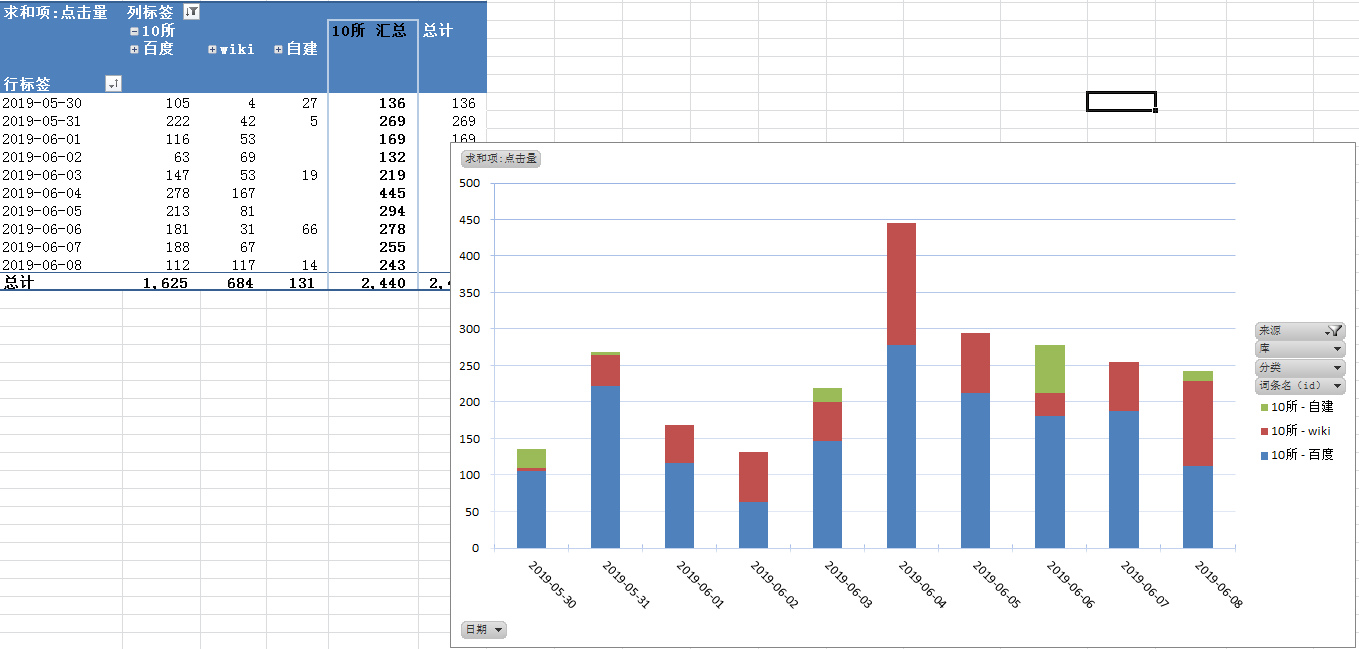 求和项:点击量 列标签
10所 10所 汇总 总计
百度 wiki 自建
行标签
2019-05-30 105 4 27 136 136
2019-05-31 222 42 5 269 269
2019-06-01 116 53 169 169
2019-06-02 63 69 132
2019-06-03 147 53 19 219
2019-06-04 278 167 445
2019-06-05 213 81 294
2019-06-06 181 31 66 278
2019-06-07 188 67 255
2019-06-08 112 117 14 243
总计 1,625 684 131 2,440
求和项:点击量
500
450
400
350
300
250
200
150
100
50
0
2019-05-30 2019-05-31 2019-06-01 2019-06-02 2019-06-03 2019-06-04 2019-06-05 2019-06-06 2019-06-07 2019-06-08
日期
来源
库
分类
词条名（id）
10所 - 自建
10所 - wiki
10所 - 百度